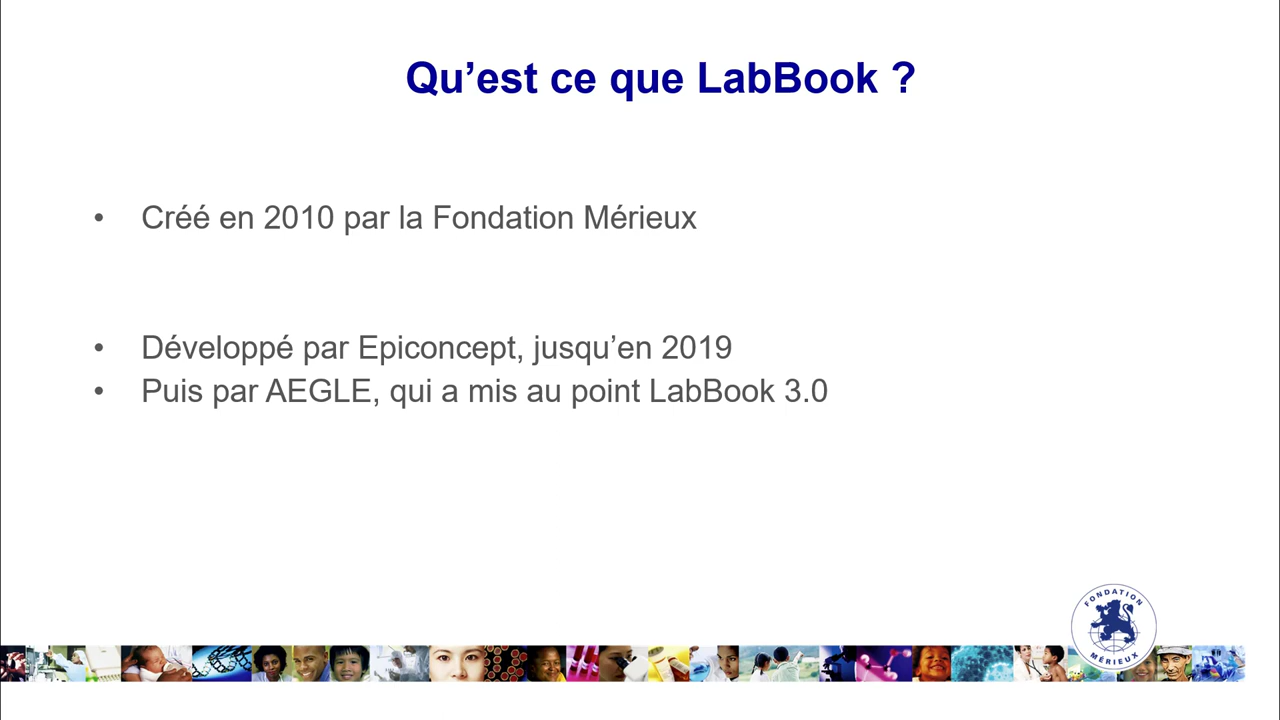 Qu’est ce que LabBook ?
• Créé en 2010 par la Fondation Mérieux
• Développé par Epiconcept, jusqu’en 2019
• Puis par AEGLE, qui a mis au point LabBook 3.0
FONDATION
MÉRIEUX